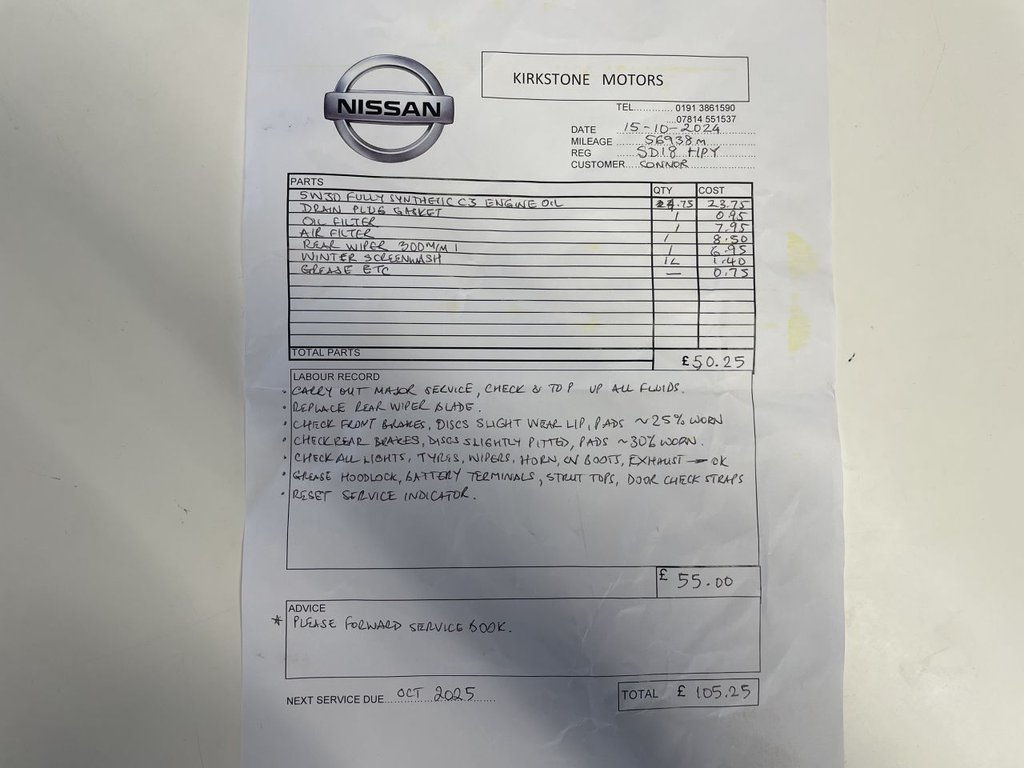 NISSAN
KIRKSTONE MOTORS
TEL............. 0191 3861590
....07814 551537
DATE 15-10-2024
MILEAGE 56938m
REG SD18 HPY
CUSTOMER CONNOR
PARTS QTY COST
5W30 FULLY SYNTHETIC C3 ENGINE OIL 4.75 23.75
DRAIN PLUG GASKET 1 0.95
OIL FILTER 1 7.95
AIR FILTER 1 8.50
REAR WIPER 300M/M 1 6.95
WINTER SCREENWASH 1L 1.40
GREASE ETC — 0.75
TOTAL PARTS £50.25
LABOUR RECORD
• CARRY OUT MAJOR SERVICE, CHECK & TOP UP ALL FLUIDS.
• REPLACE REAR WIPER BLADE.
• CHECK FRONT BRAKES, DISCS SLIGHT WEAR LIP, PADS ~25% WORN
• CHECK REAR BRAKES, DISCS SLIGHTLY PITTED, PADS ~30% WORN.
• CHECK ALL LIGHTS, TYRES, WIPERS, HORN, CV BOOTS, EXHAUST — OK
• GREASE HOODLOCK, BATTERY TERMINALS, STRUT TOPS, DOOR CHECK STRAPS
• RESET SERVICE INDICATOR.
£ 55.00
ADVICE
* PLEASE FORWARD SERVICE BOOK.
NEXT SERVICE DUE OCT 2025
TOTAL £ 105.25